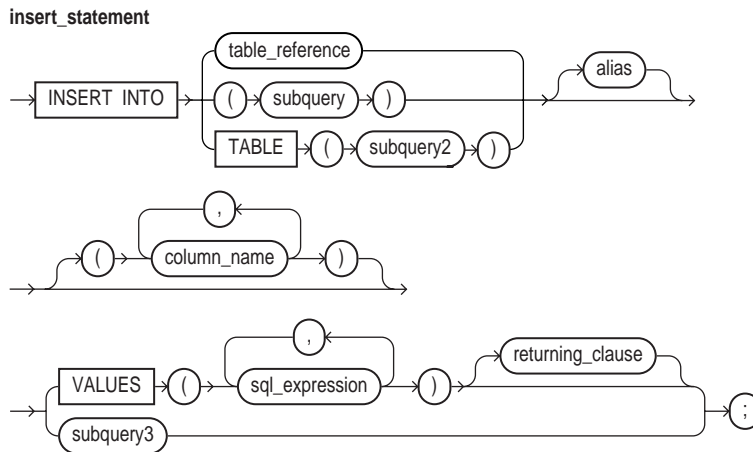 insert_statement
table_reference
alias
INSERT INTO ( subquery )
TABLE ( subquery2 )
,
( column_name )
,
returning_clause
VALUES ( sql_expression )
subquery3 ;